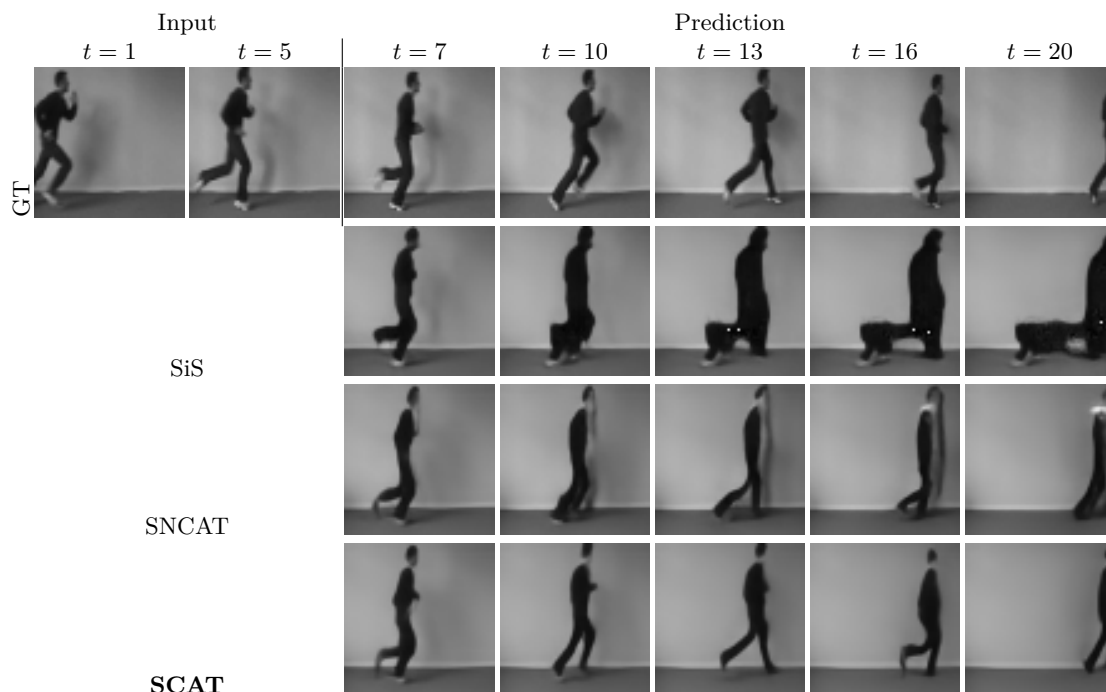 Input Prediction
t = 1 t = 5 t = 7 t = 10 t = 13 t = 16 t = 20
GT
SiS
SNCAT
SCAT